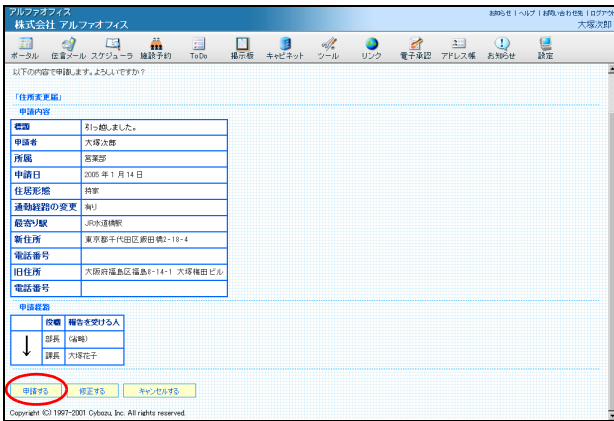 アルファオフィス
株式会社 アルファオフィス
お知らせ | ヘルプ | お問い合わせ先 | ログアウト
大塚次郎
ポータル 伝言メール スケジューラ 施設予約 ToDo 掲示板 キャビネット ツール リンク 電子承認 アドレス帳 お知らせ 設定
以下の内容で申請します。よろしいですか?
「住所変更届」
申請内容
標題 引っ越しました。
申請者 大塚次郎
所属 営業部
申請日 2005 年 1 月 14 日
住居形態 持家
通勤経路の変更 有り
最寄り駅 JR水道橋駅
新住所 東京都千代田区飯田橋2-18-4
電話番号
旧住所 大阪府福島区福島6-14-1 大塚梅田ビル
電話番号
申請経路
役職 報告を受ける人
↓ 部長 (省略)
課長 大塚花子
申請する 修正する キャンセルする
Copyright (C) 1997-2001 Cybozu, Inc. All rights reserved.